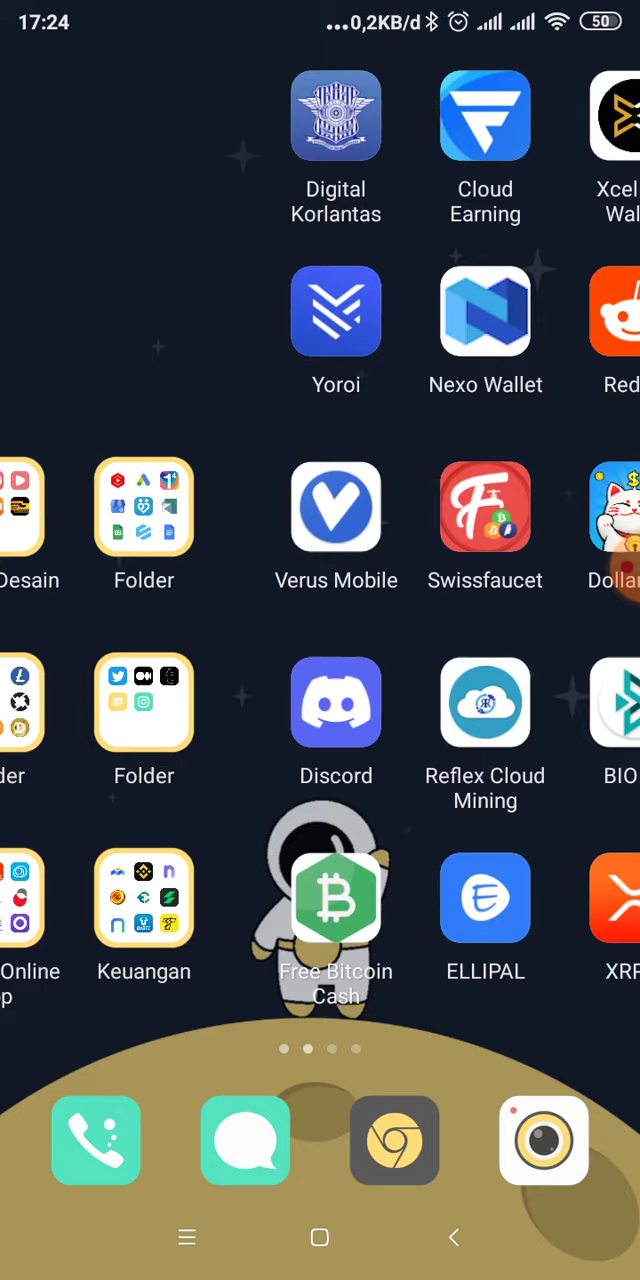 17:24
...0,2KB/d
50
Digital
Korlantas
Cloud
Earning
Xcel
Wal
Yoroi
Nexo Wallet
Red
Desain
Folder
Verus Mobile
Swissfaucet
Dollar
der
Folder
Discord
Reflex Cloud
Mining
BIO
Online
p
Keuangan
Free Bitcoin
Cash
ELLIPAL
XRP